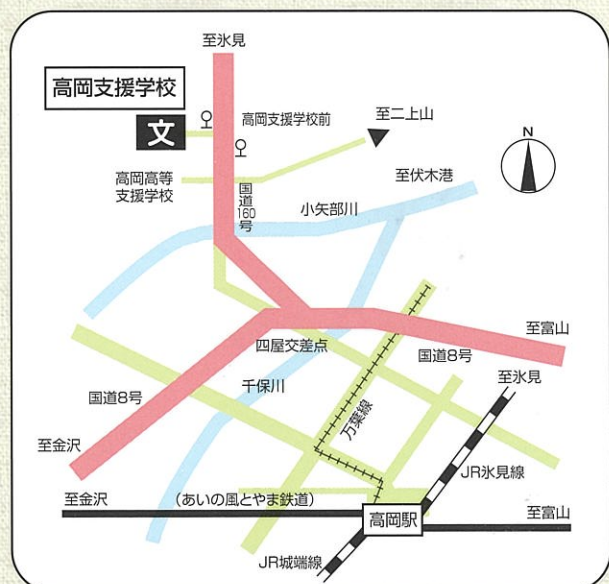 至氷見
高岡支援学校
文
高岡支援学校前
至二上山
高岡高等
支援学校
国道160号
小矢部川
至伏木港
N
四屋交差点
国道8号
至富山
国道8号
千保川
万葉線
至氷見
至金沢
JR氷見線
至金沢
(あいの風とやま鉄道)
高岡駅
至富山
JR城端線